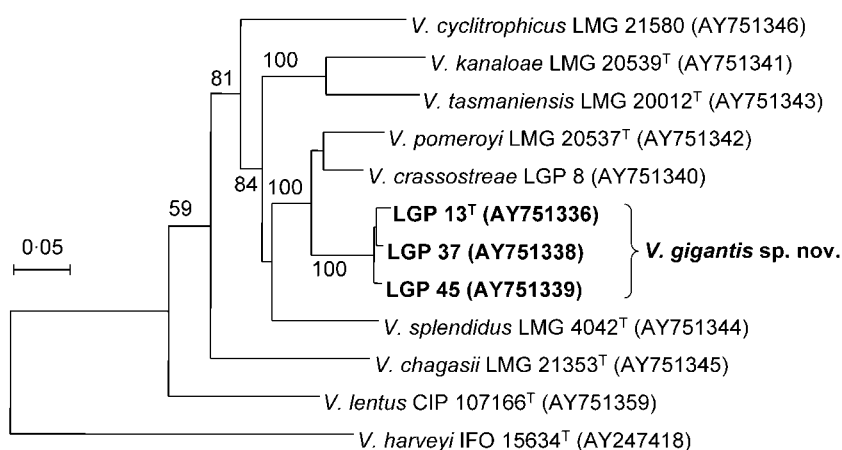 V. cyclitrophicus LMG 21580 (AY751346)
100
V. kanaloae LMG 20539ᵀ (AY751341)
81
V. tasmaniensis LMG 20012ᵀ (AY751343)
V. pomeroyi LMG 20537ᵀ (AY751342)
84
100
V. crassostreae LGP 8 (AY751340)
59
LGP 13ᵀ (AY751336)
0·05
LGP 37 (AY751338)
V. gigantis sp. nov.
100
LGP 45 (AY751339)
V. splendidus LMG 4042ᵀ (AY751344)
V. chagasii LMG 21353ᵀ (AY751345)
V. lentus CIP 107166ᵀ (AY751359)
V. harveyi IFO 15634ᵀ (AY247418)